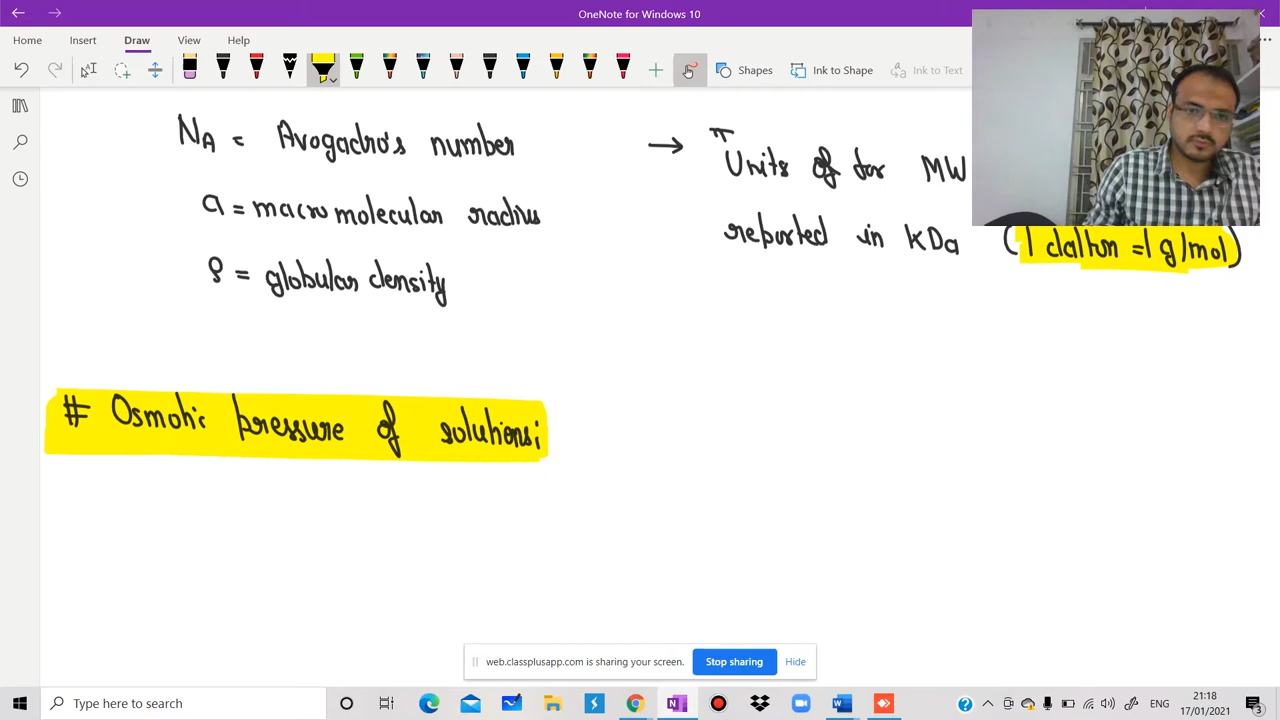 OneNote for Windows 10
Home Insert Draw View Help
Shapes Ink to Shape Ink to Text
NA = Avogadro's number
a = macromolecular radius
ρ = globular density
→ Units of for MW
reported in kDa (1 dalton = 1 g/mol)
# Osmotic pressure of solutions:
web.classplusapp.com is sharing your screen. Stop sharing Hide
Type here to search
ENG
21:18
17/01/2021
3